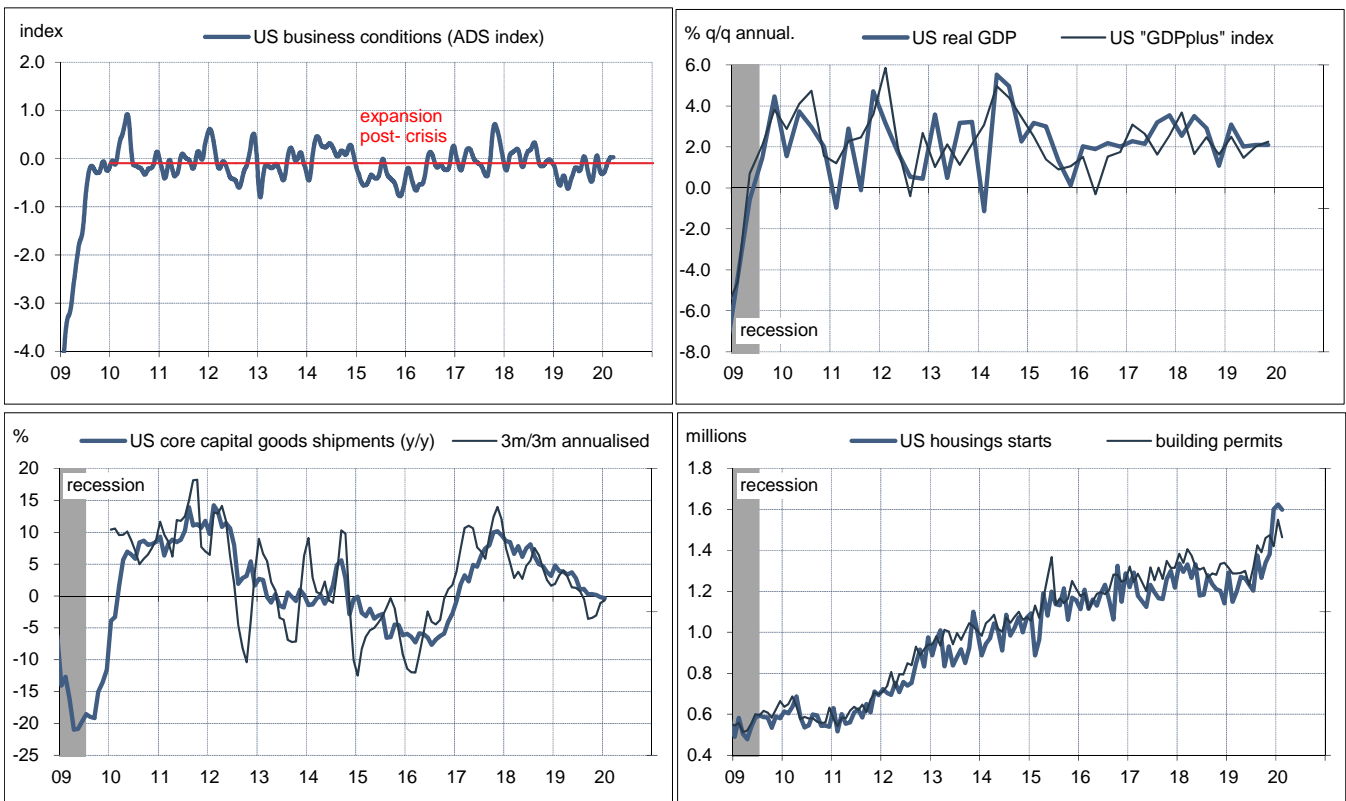 index
US business conditions (ADS index)
2.0
1.0
0.0
-1.0
-2.0
-3.0
-4.0
expansion
post- crisis
09 10 11 12 13 14 15 16 17 18 19 20
% q/q annual.
US real GDP
US "GDPplus" index
6.0
4.0
2.0
0.0
-2.0
-4.0
-6.0
-8.0
recession
09 10 11 12 13 14 15 16 17 18 19 20
%
US core capital goods shipments (y/y)
3m/3m annualised
20
15
10
5
0
-5
-10
-15
-20
-25
recession
09 10 11 12 13 14 15 16 17 18 19 20
millions
US housings starts
building permits
1.8
1.6
1.4
1.2
1.0
0.8
0.6
0.4
recession
09 10 11 12 13 14 15 16 17 18 19 20